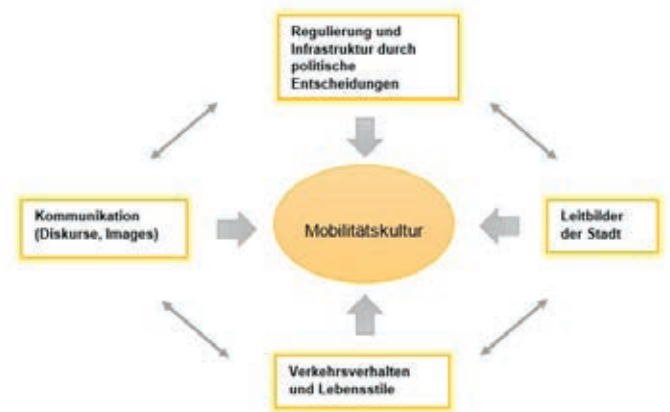 Regulierung und
Infrastruktur durch
politische
Entscheidungen
Kommunikation
(Diskurse, Images)
Mobilitätskultur
Leitbilder
der Stadt
Verkehrsverhalten
und Lebensstile